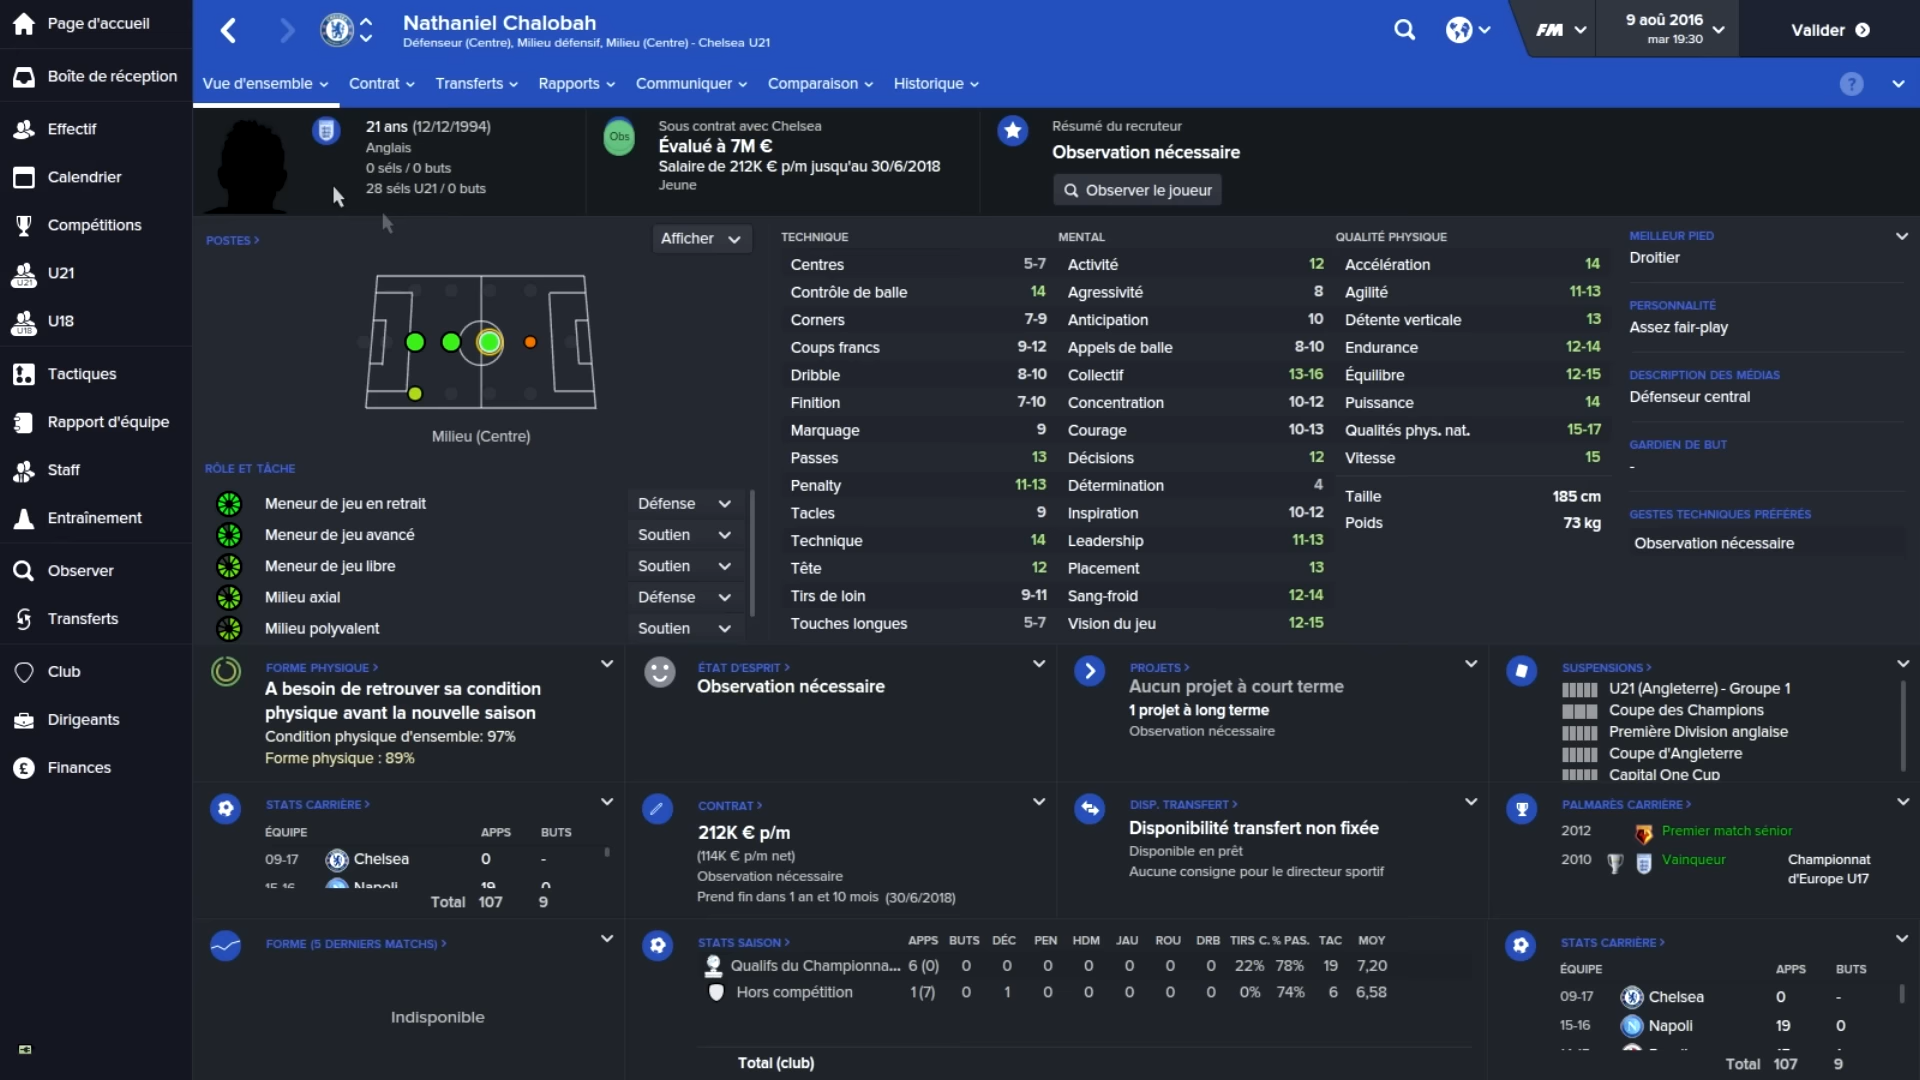 Page d'accueil
Boîte de réception
Effectif
Calendrier
Compétitions
U21
U18
Tactiques
Rapport d'équipe
Staff
Entraînement
Observer
Transferts
Club
Dirigeants
Finances
Nathaniel Chalobah
Défenseur (Centre), Milieu défensif, Milieu (Centre) - Chelsea U21
FM
9 aoû 2016
mar 19:30
Valider
Vue d'ensemble Contrat Transferts Rapports Communiquer Comparaison Historique
?
21 ans (12/12/1994)
Anglais
0 séls / 0 buts
28 séls U21 / 0 buts
Obs
Sous contrat avec Chelsea
Évalué à 7M €
Salaire de 212K € p/m jusqu'au 30/6/2018
Jeune
Résumé du recruteur
Observation nécessaire
Observer le joueur
POSTES >
Afficher
Milieu (Centre)
RÔLE ET TÂCHE
Meneur de jeu en retrait Défense
Meneur de jeu avancé Soutien
Meneur de jeu libre Soutien
Milieu axial Défense
Milieu polyvalent Soutien
TECHNIQUE
Centres 5-7
Contrôle de balle 14
Corners 7-9
Coups francs 9-12
Dribble 8-10
Finition 7-10
Marquage 9
Passes 13
Penalty 11-13
Tacles 9
Technique 14
Tête 12
Tirs de loin 9-11
Touches longues 5-7
MENTAL
Activité 12
Agressivité 8
Anticipation 10
Appels de balle 8-10
Collectif 13-16
Concentration 10-12
Courage 10-13
Décisions 12
Détermination 4
Inspiration 10-12
Leadership 11-13
Placement 13
Sang-froid 12-14
Vision du jeu 12-15
QUALITÉ PHYSIQUE
Accélération 14
Agilité 11-13
Détente verticale 13
Endurance 12-14
Équilibre 12-15
Puissance 14
Qualités phys. nat. 15-17
Vitesse 15
Taille 185 cm
Poids 73 kg
MEILLEUR PIED
Droitier
PERSONNALITÉ
Assez fair-play
DESCRIPTION DES MÉDIAS
Défenseur central
GARDIEN DE BUT
-
GESTES TECHNIQUES PRÉFÉRÉS
Observation nécessaire
FORME PHYSIQUE >
A besoin de retrouver sa condition
physique avant la nouvelle saison
Condition physique d'ensemble: 97%
Forme physique : 89%
ÉTAT D'ESPRIT >
Observation nécessaire
PROJETS >
Aucun projet à court terme
1 projet à long terme
Observation nécessaire
SUSPENSIONS >
U21 (Angleterre) - Groupe 1
Coupe des Champions
Première Division anglaise
Coupe d'Angleterre
Capital One Cup
STATS CARRIÈRE >
ÉQUIPE APPS BUTS
09-17 Chelsea 0 -
15-16 Napoli 19 0
Total 107 9
CONTRAT >
212K € p/m
(114K € p/m net)
Observation nécessaire
Prend fin dans 1 an et 10 mois (30/6/2018)
DISP. TRANSFERT >
Disponibilité transfert non fixée
Disponible en prêt
Aucune consigne pour le directeur sportif
PALMARÈS CARRIÈRE >
2012 Premier match sénior
2010 Vainqueur Championnat
d'Europe U17
FORME (5 DERNIERS MATCHS) >
Indisponible
STATS SAISON > APPS BUTS DÉC PEN HDM JAU ROU DRB TIRS C. % PAS. TAC MOY
Qualifs du Championna... 6 (0) 0 0 0 0 0 0 0 22% 78% 19 7,20
Hors compétition 1 (7) 0 1 0 0 0 0 0 0% 74% 6 6,58
Total (club)
STATS CARRIÈRE >
ÉQUIPE APPS BUTS
09-17 Chelsea 0 -
15-16 Napoli 19 0
Total 107 9